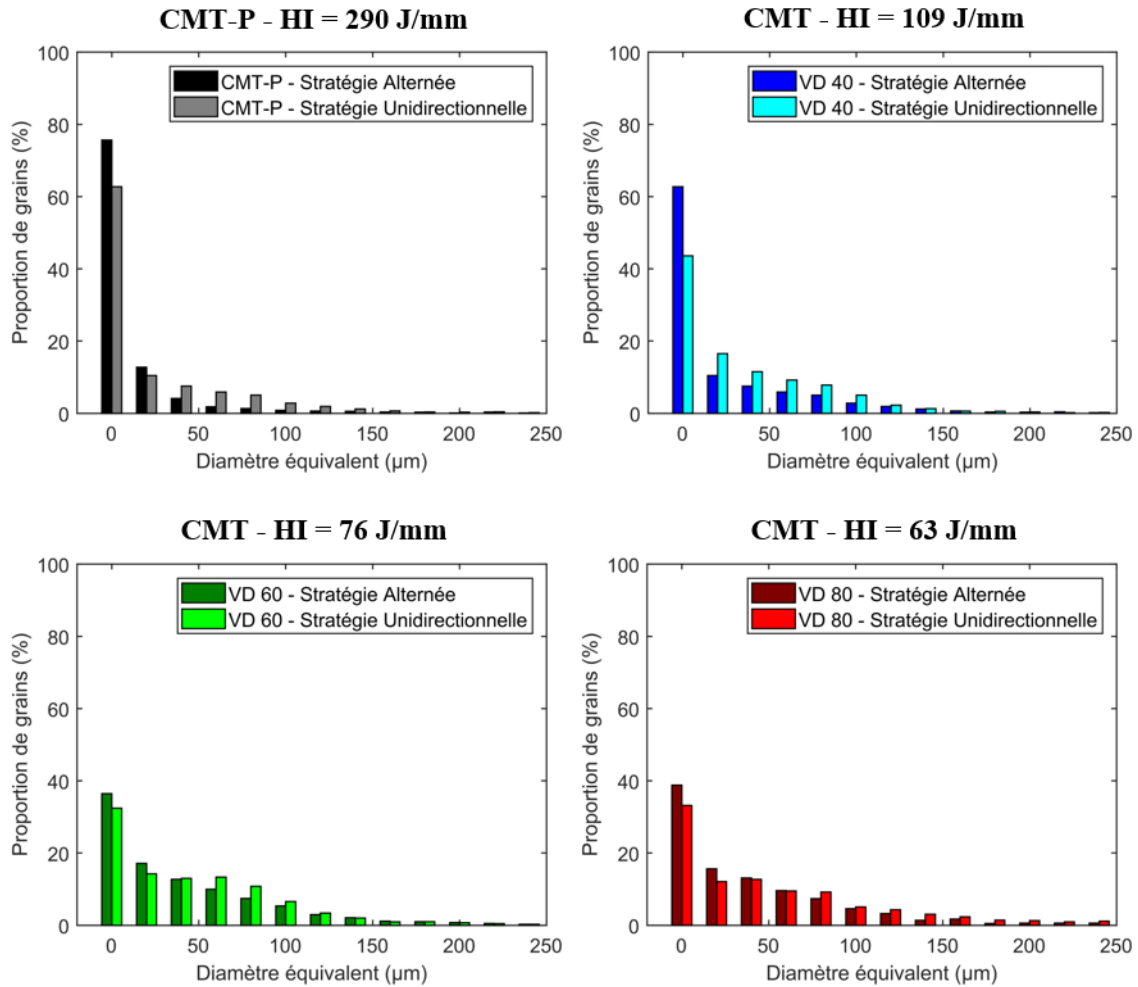 CMT-P - HI = 290 J/mm
100
80
60
40
20
0
Proportion de grains (%)
CMT-P - Stratégie Alternée
CMT-P - Stratégie Unidirectionnelle
0 50 100 150 200 250
Diamètre équivalent (µm)
CMT - HI = 109 J/mm
100
80
60
40
20
0
Proportion de grains (%)
VD 40 - Stratégie Alternée
VD 40 - Stratégie Unidirectionnelle
0 50 100 150 200 250
Diamètre équivalent (µm)
CMT - HI = 76 J/mm
100
80
60
40
20
0
Proportion de grains (%)
VD 60 - Stratégie Alternée
VD 60 - Stratégie Unidirectionnelle
0 50 100 150 200 250
Diamètre équivalent (µm)
CMT - HI = 63 J/mm
100
80
60
40
20
0
Proportion de grains (%)
VD 80 - Stratégie Alternée
VD 80 - Stratégie Unidirectionnelle
0 50 100 150 200 250
Diamètre équivalent (µm)